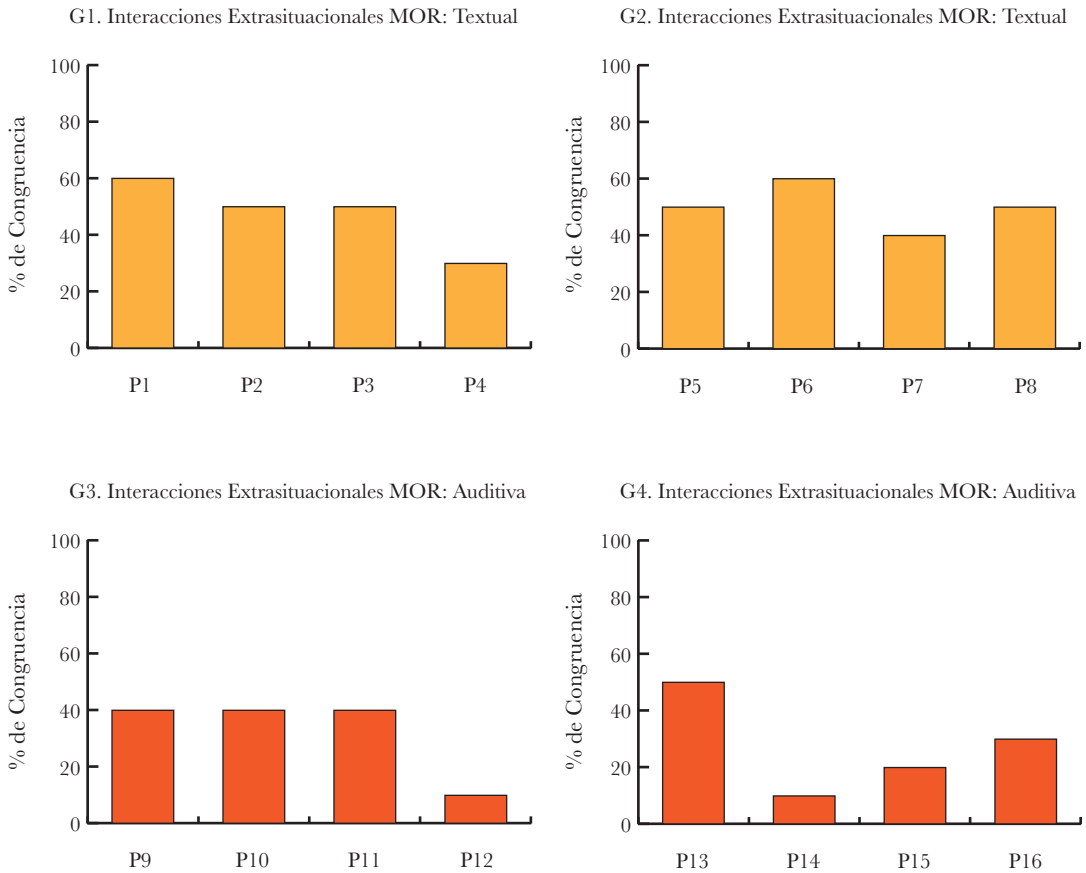 G1. Interacciones Extrasituacionales MOR: Textual
100
80
60
40
20
0
% de Congruencia
P1 P2 P3 P4
G2. Interacciones Extrasituacionales MOR: Textual
100
80
60
40
20
0
% de Congruencia
P5 P6 P7 P8
G3. Interacciones Extrasituacionales MOR: Auditiva
100
80
60
40
20
0
% de Congruencia
P9 P10 P11 P12
G4. Interacciones Extrasituacionales MOR: Auditiva
100
80
60
40
20
0
% de Congruencia
P13 P14 P15 P16